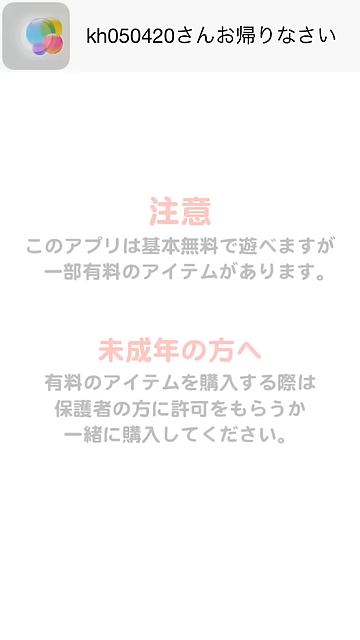 kh050420さんお帰りなさい
注意
このアプリは基本無料で遊べますが
一部有料のアイテムがあります。
未成年の方へ
有料のアイテムを購入する際は
保護者の方に許可をもらうか
一緒に購入してください。